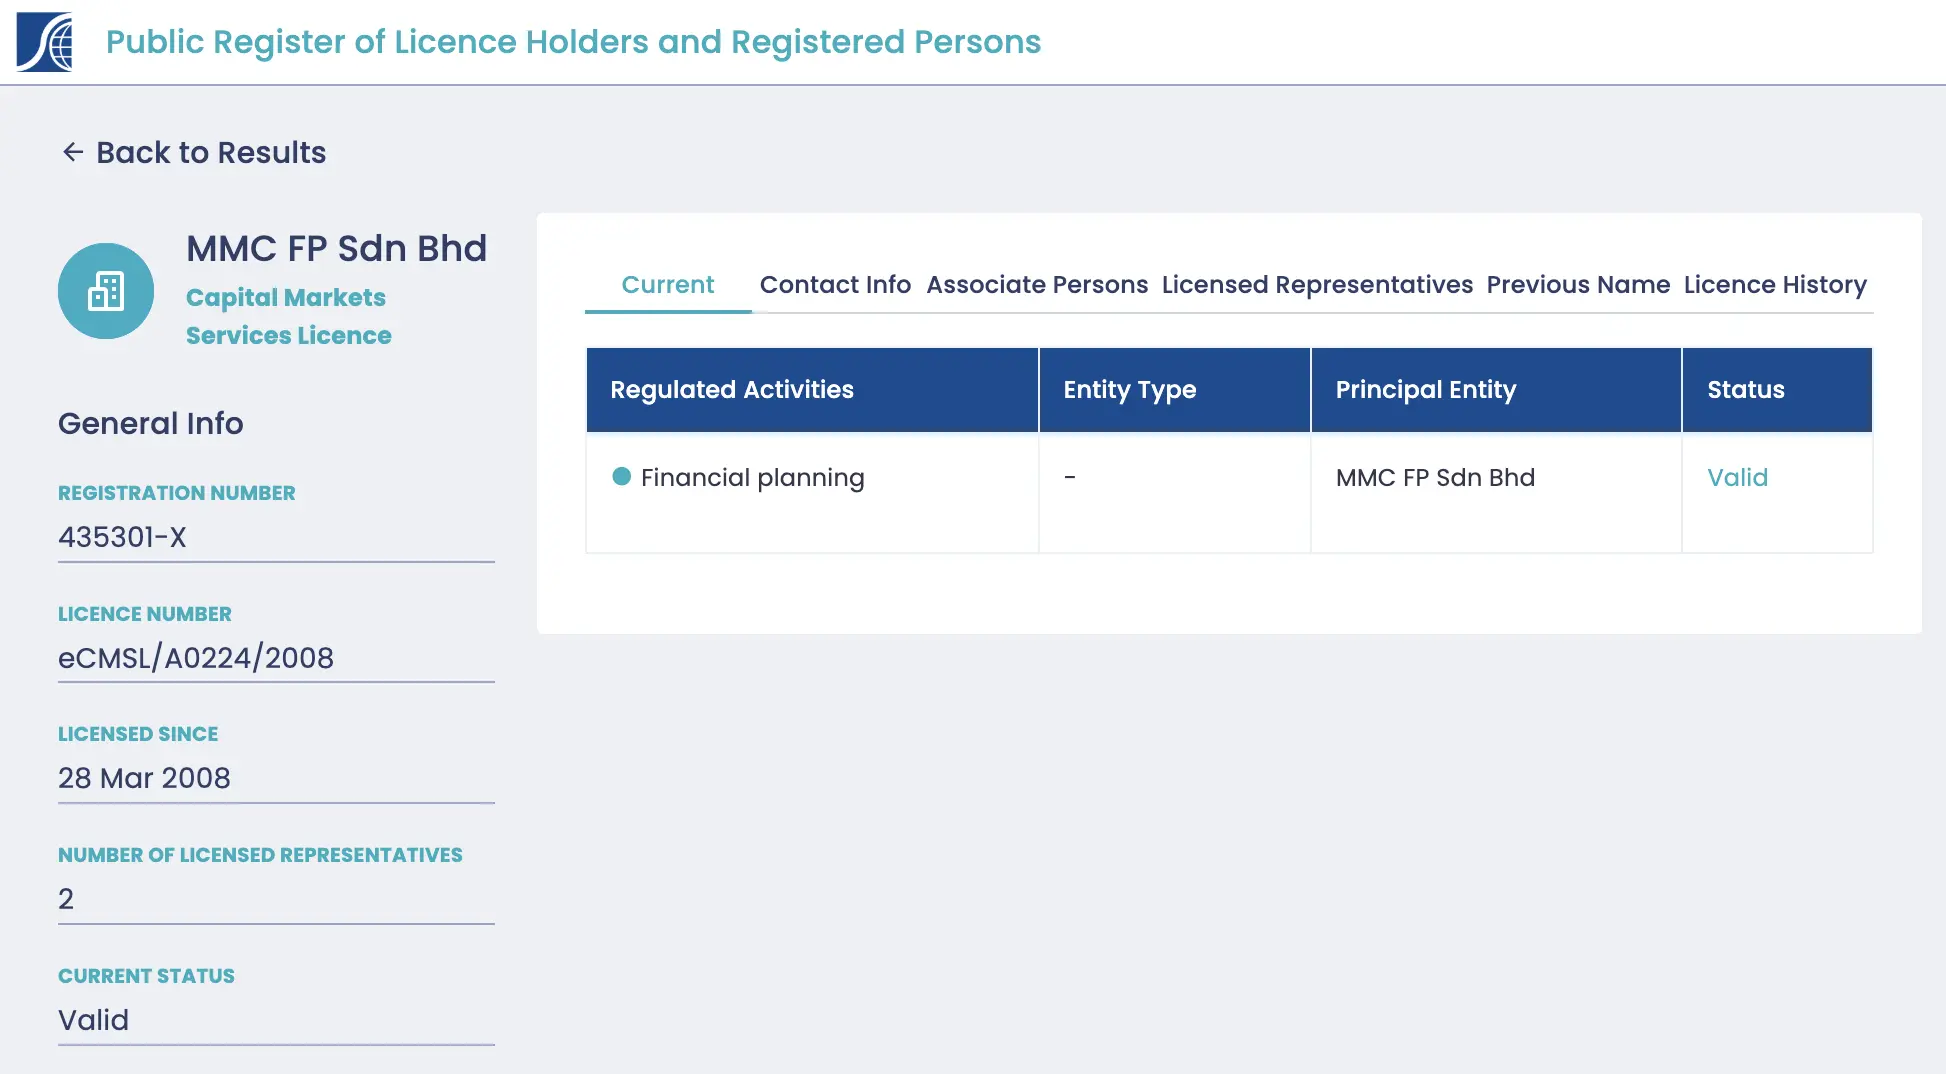 Public Register of Licence Holders and Registered Persons
← Back to Results
MMC FP Sdn Bhd
Capital Markets
Services Licence
General Info
REGISTRATION NUMBER
435301-X
LICENCE NUMBER
eCMSL/A0224/2008
LICENSED SINCE
28 Mar 2008
NUMBER OF LICENSED REPRESENTATIVES
2
CURRENT STATUS
Valid
Current Contact Info Associate Persons Licensed Representatives Previous Name Licence History
Regulated Activities Entity Type Principal Entity Status
Financial planning - MMC FP Sdn Bhd Valid